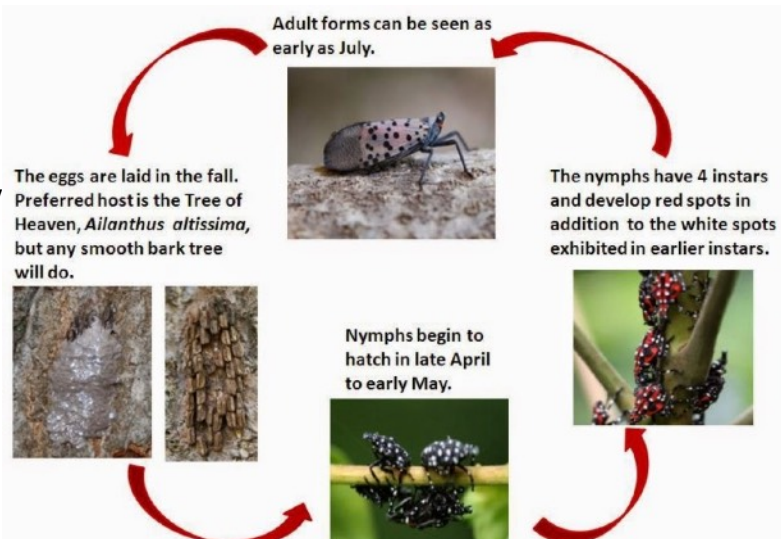 Adult forms can be seen as
early as July.
The eggs are laid in the fall.
Preferred host is the Tree of
Heaven, Ailanthus altissima,
but any smooth bark tree
will do.
The nymphs have 4 instars
and develop red spots in
addition to the white spots
exhibited in earlier instars.
Nymphs begin to
hatch in late April
to early May.